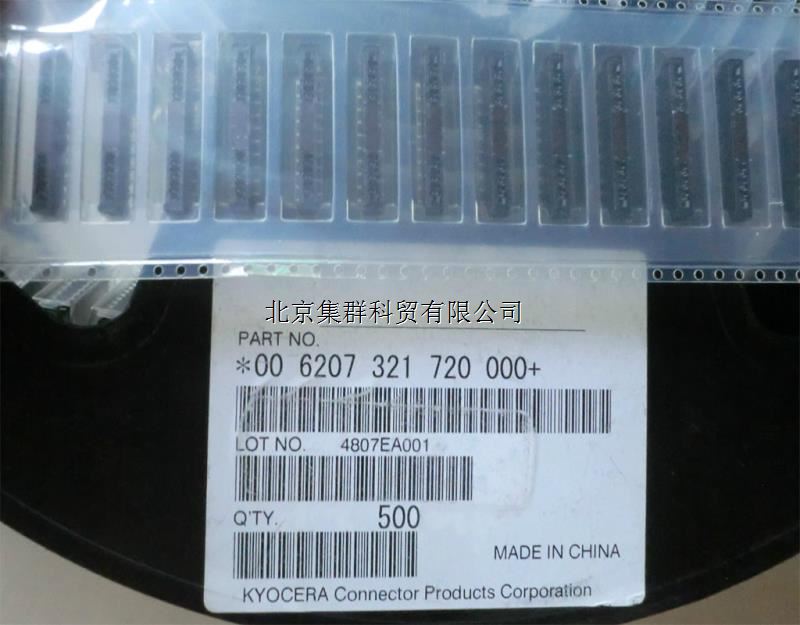 北京集群科贸有限公司
PART NO.
*00 6207 321 720 000+
LOT NO. 4807EA001
Q'TY. 500
MADE IN CHINA
KYOCERA Connector Products Corporation